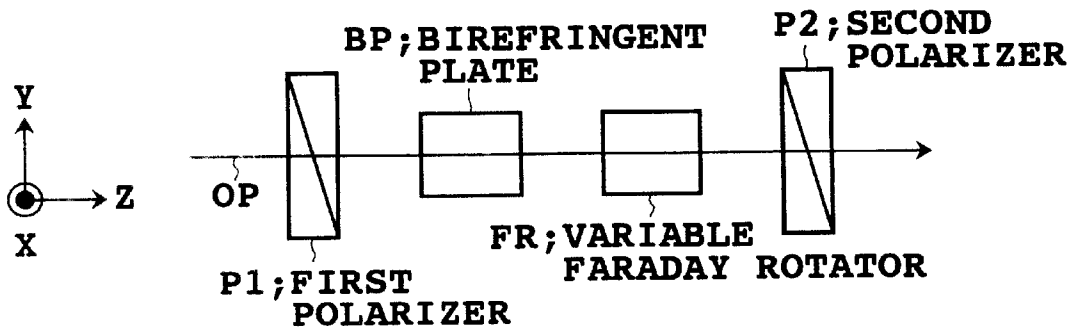 P2;SECOND
POLARIZER
BP;BIREFRINGENT
PLATE
Y
Z
X
OP
FR;VARIABLE
FARADAY ROTATOR
P1;FIRST
POLARIZER